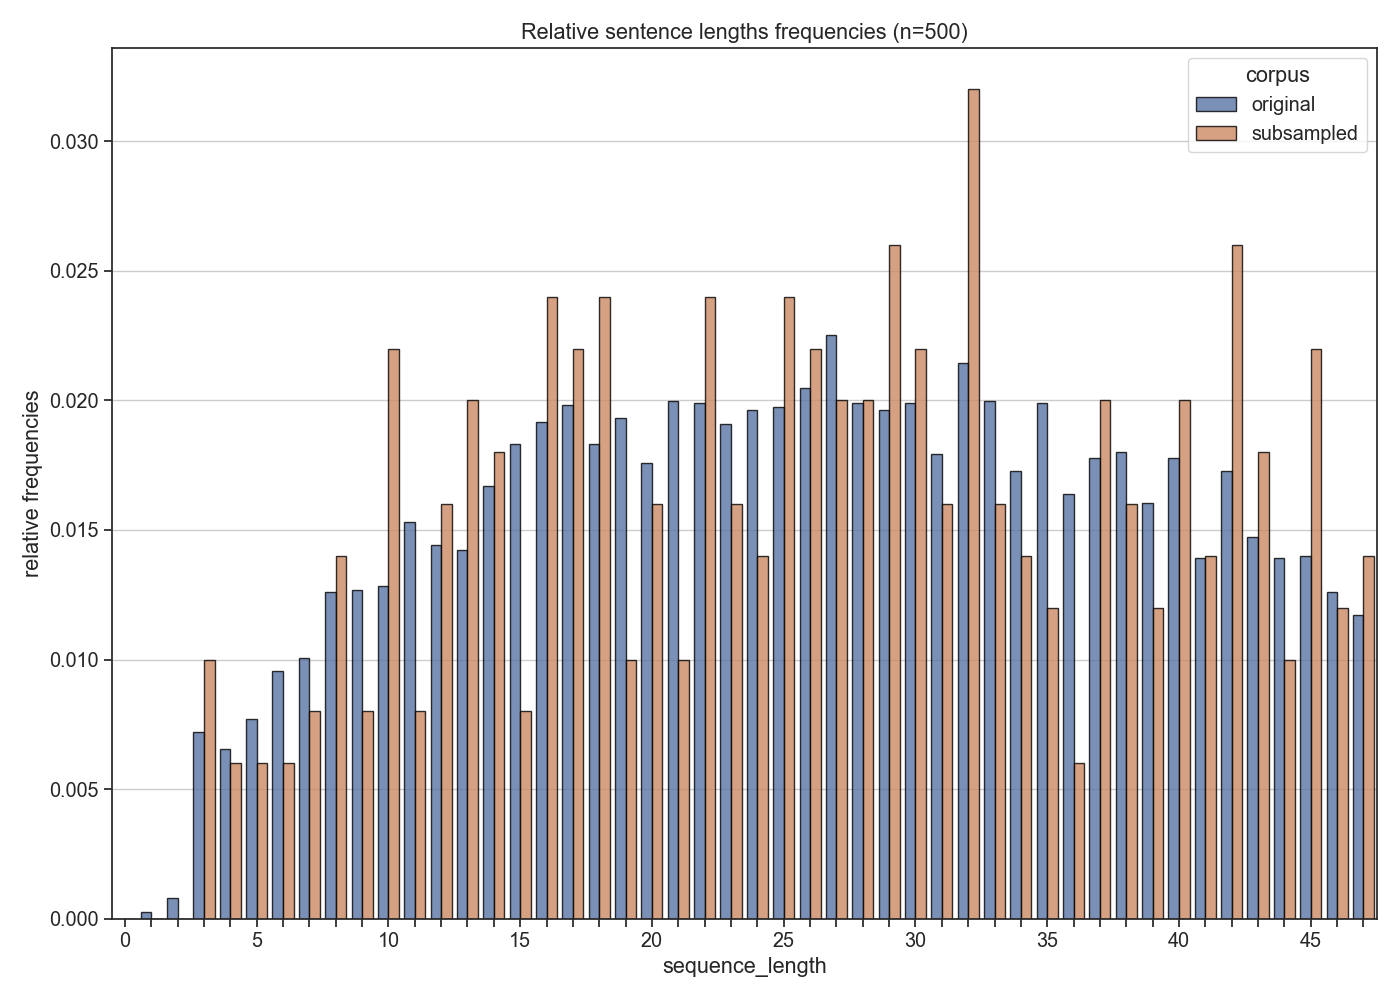 Relative sentence lengths frequencies (n=500)
corpus
original
subsampled
relative frequencies
0.030
0.025
0.020
0.015
0.010
0.005
0.000
0 5 10 15 20 25 30 35 40 45
sequence_length